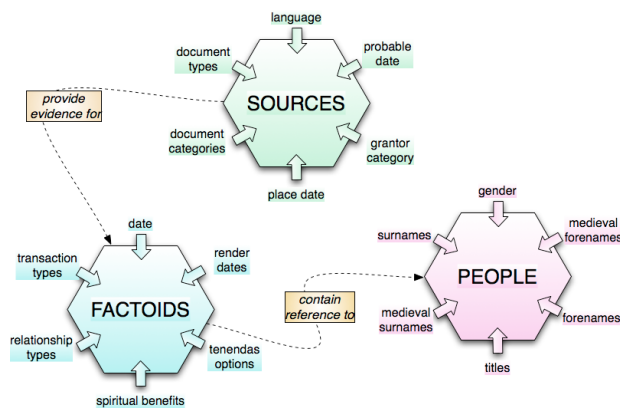 language
document
types
probable
date
provide
evidence for
SOURCES
document
categories
grantor
category
place date
date
transaction
types
render
dates
FACTOIDS
relationship
types
tenendas
options
spiritual benefits
contain
reference to
gender
surnames
medieval
forenames
PEOPLE
medieval
surnames
forenames
titles